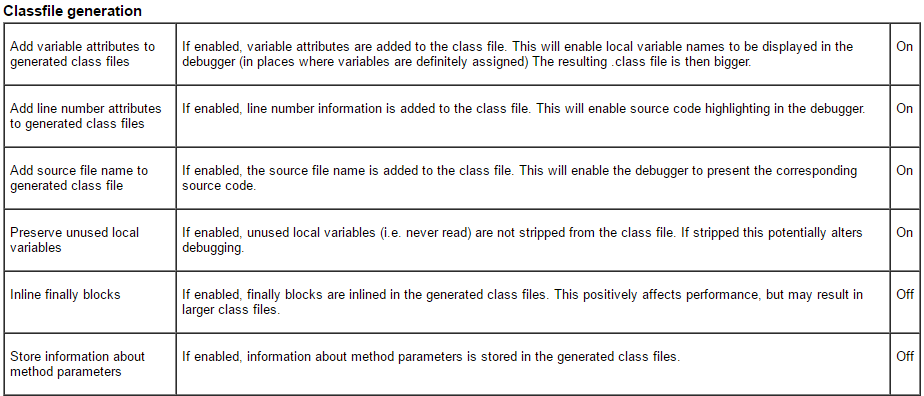 Classfile generation
Add variable attributes to
generated class files
If enabled, variable attributes are added to the class file. This will enable local variable names to be displayed in the
debugger (in places where variables are definitely assigned) The resulting .class file is then bigger.
On
Add line number attributes
to generated class files
If enabled, line number information is added to the class file. This will enable source code highlighting in the debugger.
On
Add source file name to
generated class file
If enabled, the source file name is added to the class file. This will enable the debugger to present the corresponding
source code.
On
Preserve unused local
variables
If enabled, unused local variables (i.e. never read) are not stripped from the class file. If stripped this potentially alters
debugging.
On
Inline finally blocks
If enabled, finally blocks are inlined in the generated class files. This positively affects performance, but may result in
larger class files.
Off
Store information about
method parameters
If enabled, information about method parameters is stored in the generated class files.
Off